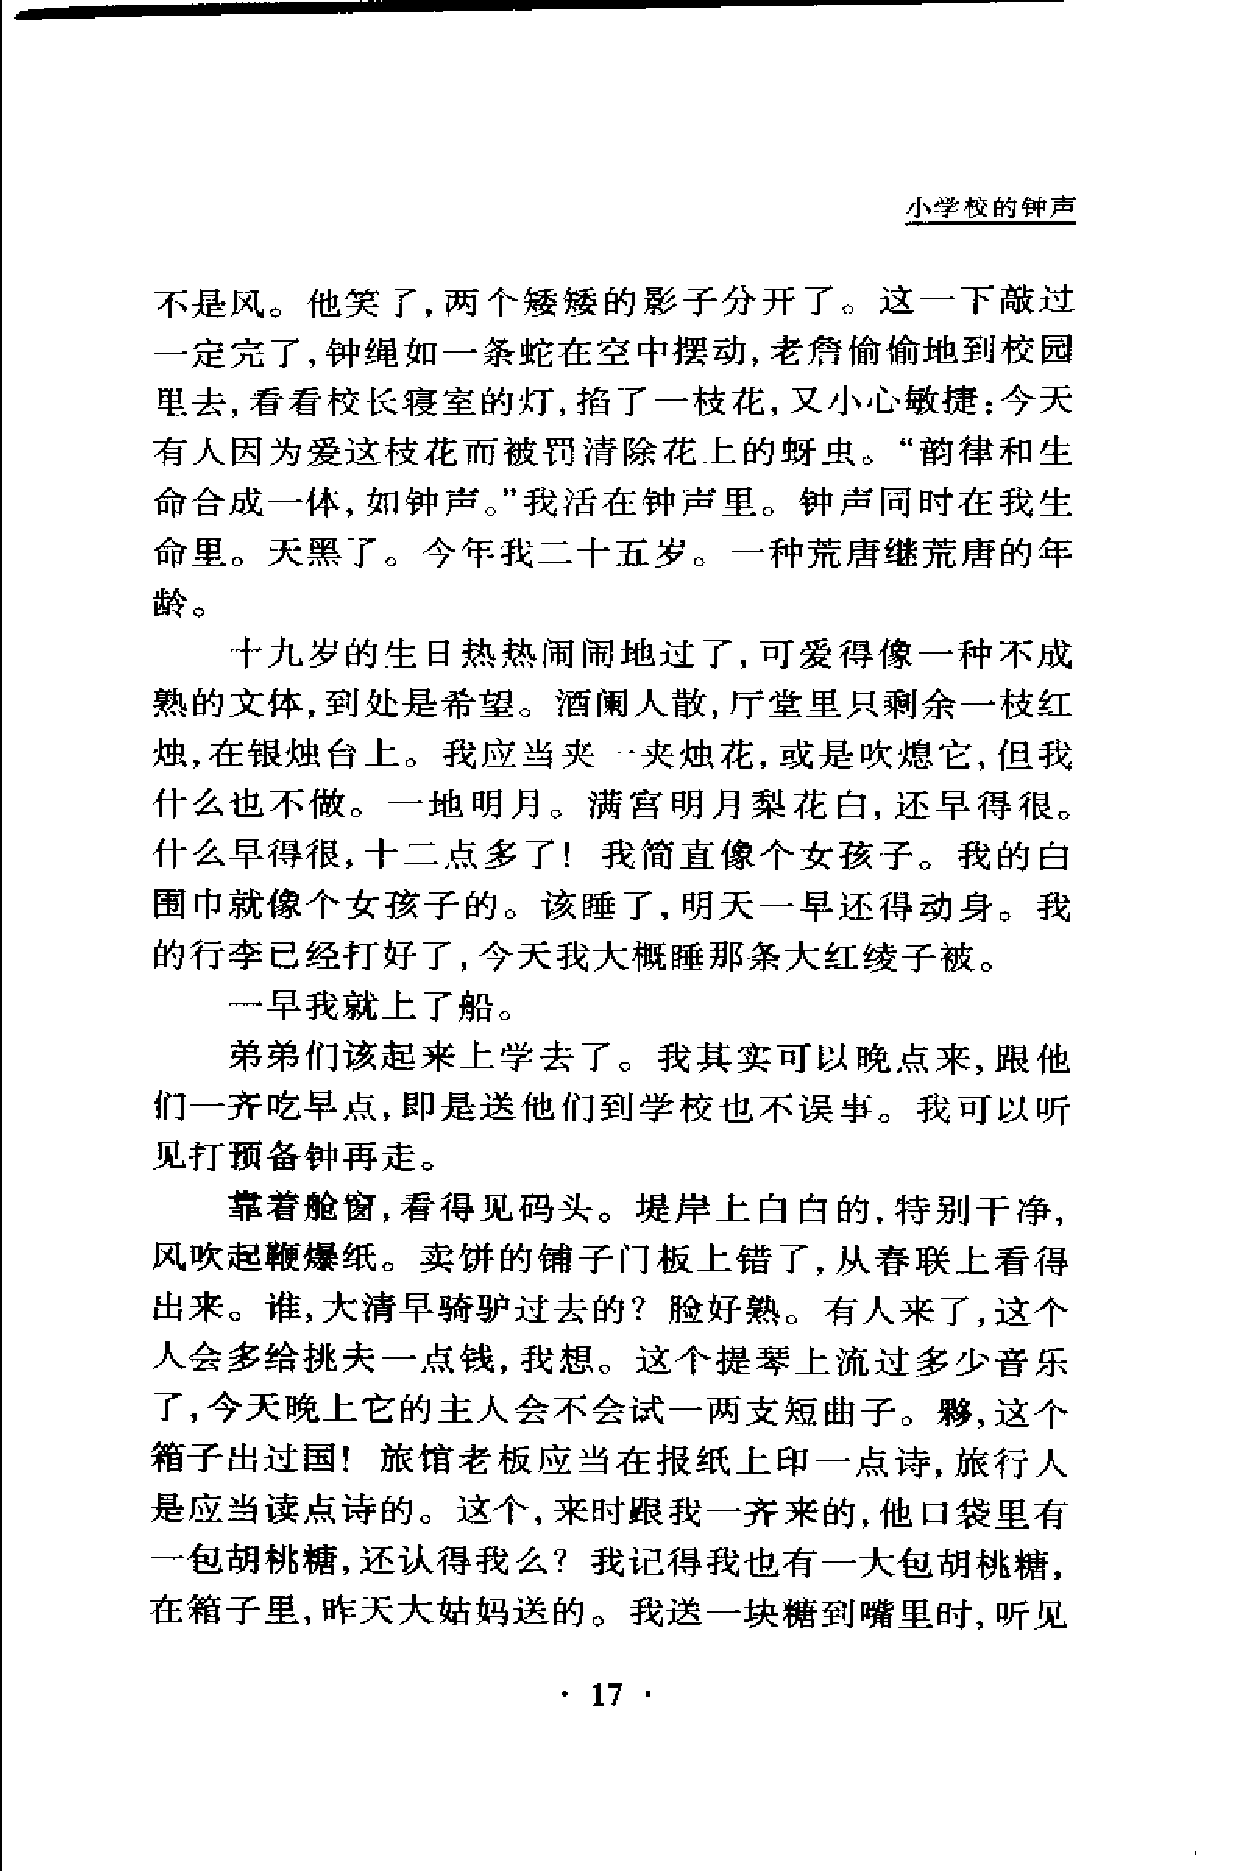 小学校的钟声
不是风。他笑了,两个矮矮的影子分开了。这一下敲过
一定完了,钟绳如一条蛇在空中摆动,老詹偷偷地到校园
里去,看看校长寝室的灯,掐了一枝花,又小心敏捷:今天
有人因为爱这枝花而被罚清除花上的蚜虫。“韵律和生
命合成一体,如钟声。”我活在钟声里。钟声同时在我生
命里。天黑了。今年我二十五岁。一种荒唐继荒唐的年
龄。
十九岁的生日热热闹闹地过了,可爱得像一种不成
熟的文体,到处是希望。酒阑人散,厅堂里只剩余一枝红
烛,在银烛台上。我应当夹一夹烛花,或是吹熄它,但我
什么也不做。一地明月。满宫明月梨花白,还早得很。
什么早得很,十二点多了! 我简直像个女孩子。我的白
围巾就像个女孩子的。该睡了,明天一早还得动身。我
的行李已经打好了,今天我大概睡那条大红绫子被。
一早我就上了船。
弟弟们该起来上学去了。我其实可以晚点来,跟他
们一齐吃早点,即是送他们到学校也不误事。我可以听
见打预备钟再走。
靠着舱窗,看得见码头。堤岸上白白的,特别干净,
风吹起鞭爆纸。卖饼的铺子门板上错了,从春联上看得
出来。谁,大清早骑驴过去的? 脸好熟。有人来了,这个
人会多给挑夫一点钱,我想。这个提琴上流过多少音乐
了,今天晚上它的主人会不会试一两支短曲子。夥,这个
箱子出过国! 旅馆老板应当在报纸上印一点诗,旅行人
是应当读点诗的。这个,来时跟我一齐来的,他口袋里有
一包胡桃糖,还认得我么? 我记得我也有一大包胡桃糖,
在箱子里,昨天大姑妈送的。我送一块糖到嘴里时,听见
· 17 ·